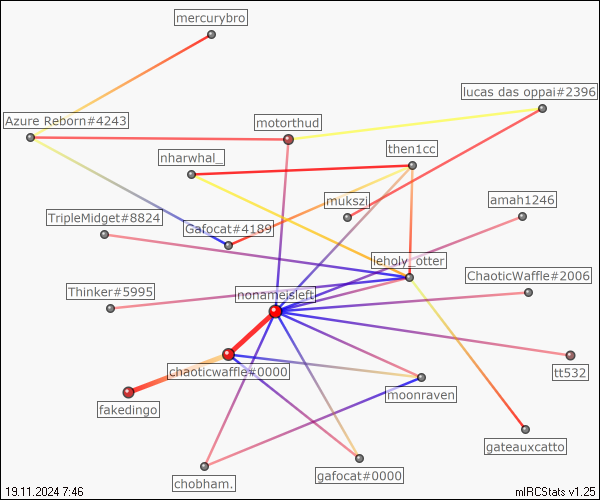 mercurybro
lucas das oppai#2396
Azure Reborn#4243
motorthud
then1cc
nharwhal_
mukszi
amah1246
TripleMidget#8824
Gafocat#4189
leholy_otter
ChaoticWaffle#2006
Thinker#5995
nonameisleft
chaoticwaffle#0000
tt532
moonraven
fakedingo
gateauxcatto
gafocat#0000
chobham.
19.11.2024 7:46
mIRCStats v1.25